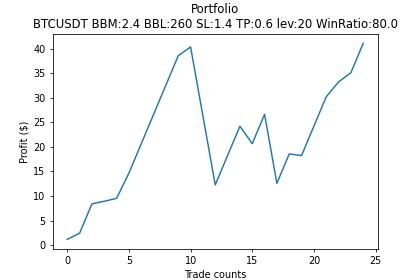 Portfolio
BTCUSDT BBM:2.4 BBL:260 SL:1.4 TP:0.6 lev:20 WinRatio:80.0
40
35
30
25
20
15
10
5
0
Profit ($)
0 5 10 15 20 25
Trade counts